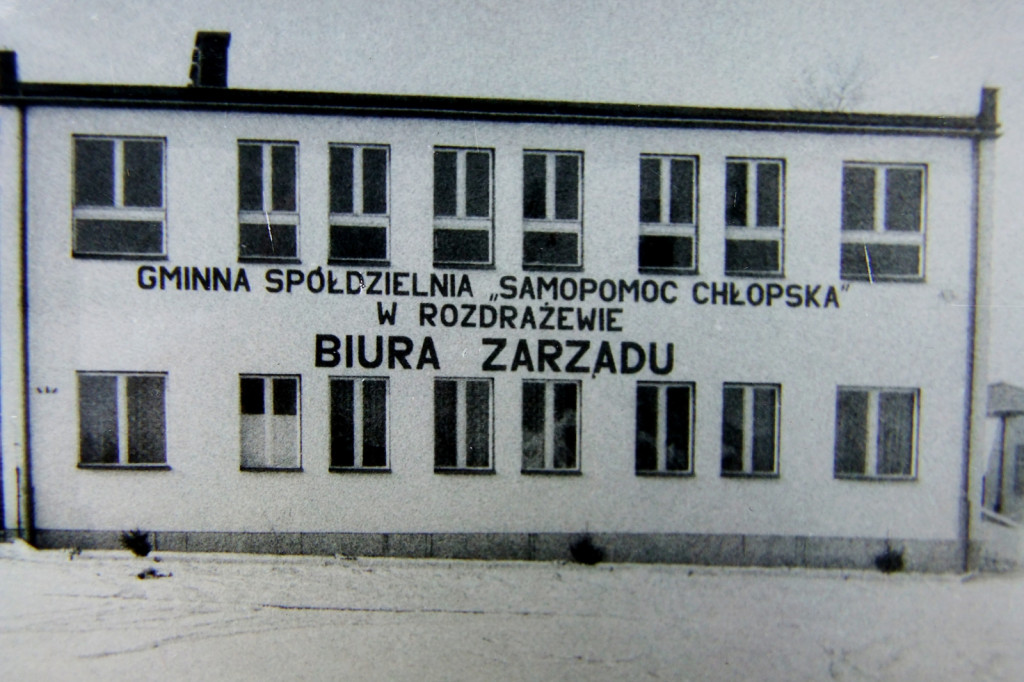 GMINNA SPÓŁDZIELNIA „SAMOPOMOC CHŁOPSKA"
W ROZDRAŻEWIE
BIURA ZARZĄDU